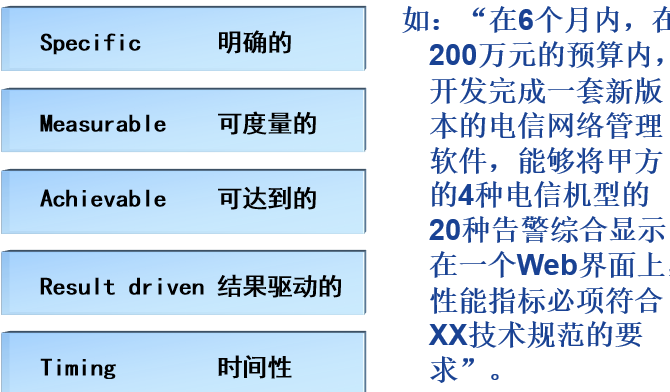 Specific 明确的
Measurable 可度量的
Achievable 可达到的
Result driven 结果驱动的
Timing 时间性
如：“在6个月内，在
200万元的预算内，
开发完成一套新版
本的电信网络管理
软件，能够将甲方
的4种电信机型的
20种告警综合显示
在一个Web界面上，
性能指标必项符合
XX技术规范的要
求”。